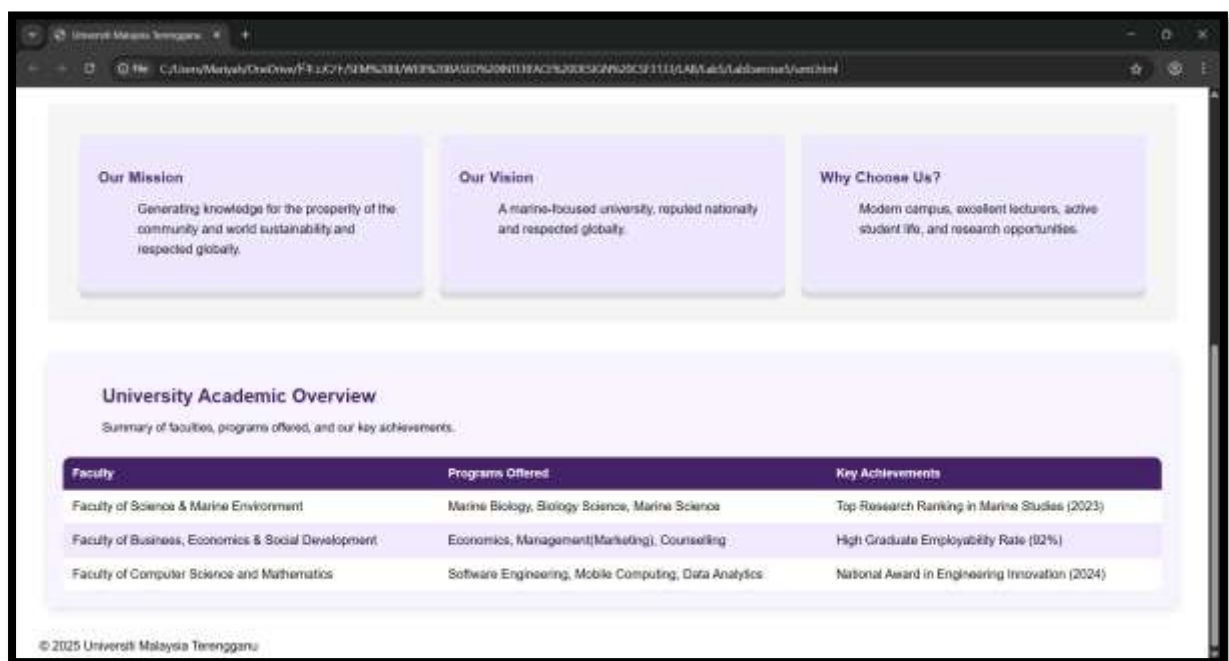 Universiti Malaysia Terengganu
File
Our Mission
Generating knowledge for the prosperity of the
community and world sustainability and
respected globally.
Our Vision
A marine-focused university, reputed nationally
and respected globally.
Why Choose Us?
Modern campus, excellent lecturers, active
student life, and research opportunities.
University Academic Overview
Summary of faculties, programs offered, and our key achievements.
Faculty Programs Offered Key Achievements
Faculty of Science & Marine Environment Marine Biology, Biology Science, Marine Science Top Research Ranking in Marine Studies (2023)
Faculty of Business, Economics & Social Development Economics, Management(Marketing), Counselling High Graduate Employability Rate (92%)
Faculty of Computer Science and Mathematics Software Engineering, Mobile Computing, Data Analytics National Award in Engineering Innovation (2024)
© 2025 Universiti Malaysia Terengganu